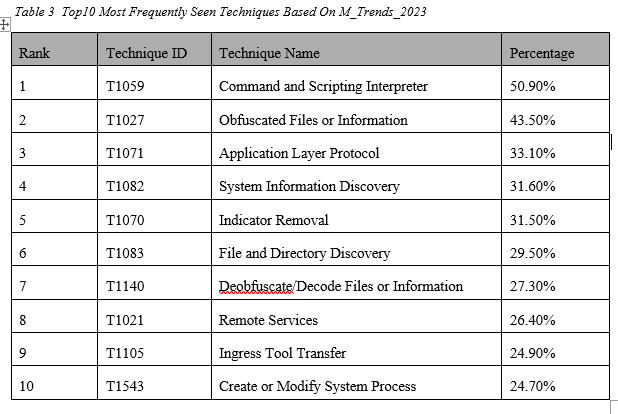 Table 3 Top10 Most Frequently Seen Techniques Based On M_Trends_2023
Rank Technique ID Technique Name Percentage
1 T1059 Command and Scripting Interpreter 50.90%
2 T1027 Obfuscated Files or Information 43.50%
3 T1071 Application Layer Protocol 33.10%
4 T1082 System Information Discovery 31.60%
5 T1070 Indicator Removal 31.50%
6 T1083 File and Directory Discovery 29.50%
7 T1140 Deobfuscate/Decode Files or Information 27.30%
8 T1021 Remote Services 26.40%
9 T1105 Ingress Tool Transfer 24.90%
10 T1543 Create or Modify System Process 24.70%